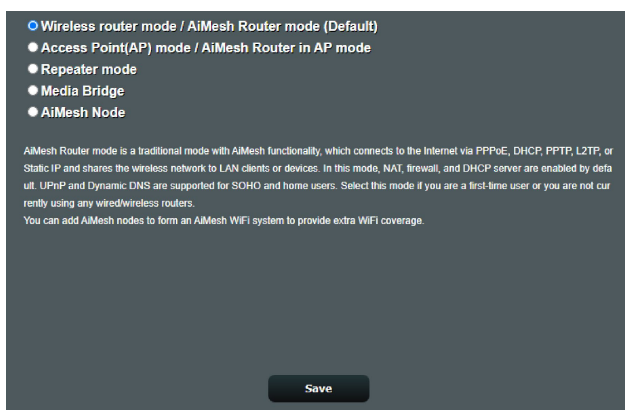 Wireless router mode / AiMesh Router mode (Default)
Access Point(AP) mode / AiMesh Router in AP mode
Repeater mode
Media Bridge
AiMesh Node
AiMesh Router mode is a traditional mode with AiMesh functionality, which connects to the Internet via PPPoE, DHCP, PPTP, L2TP, or
Static IP and shares the wireless network to LAN clients or devices. In this mode, NAT, firewall, and DHCP server are enabled by defa
ult. UPnP and Dynamic DNS are supported for SOHO and home users. Select this mode if you are a first-time user or you are not cur
rently using any wired/wireless routers.
You can add AiMesh nodes to form an AiMesh WiFi system to provide extra WiFi coverage.
Save